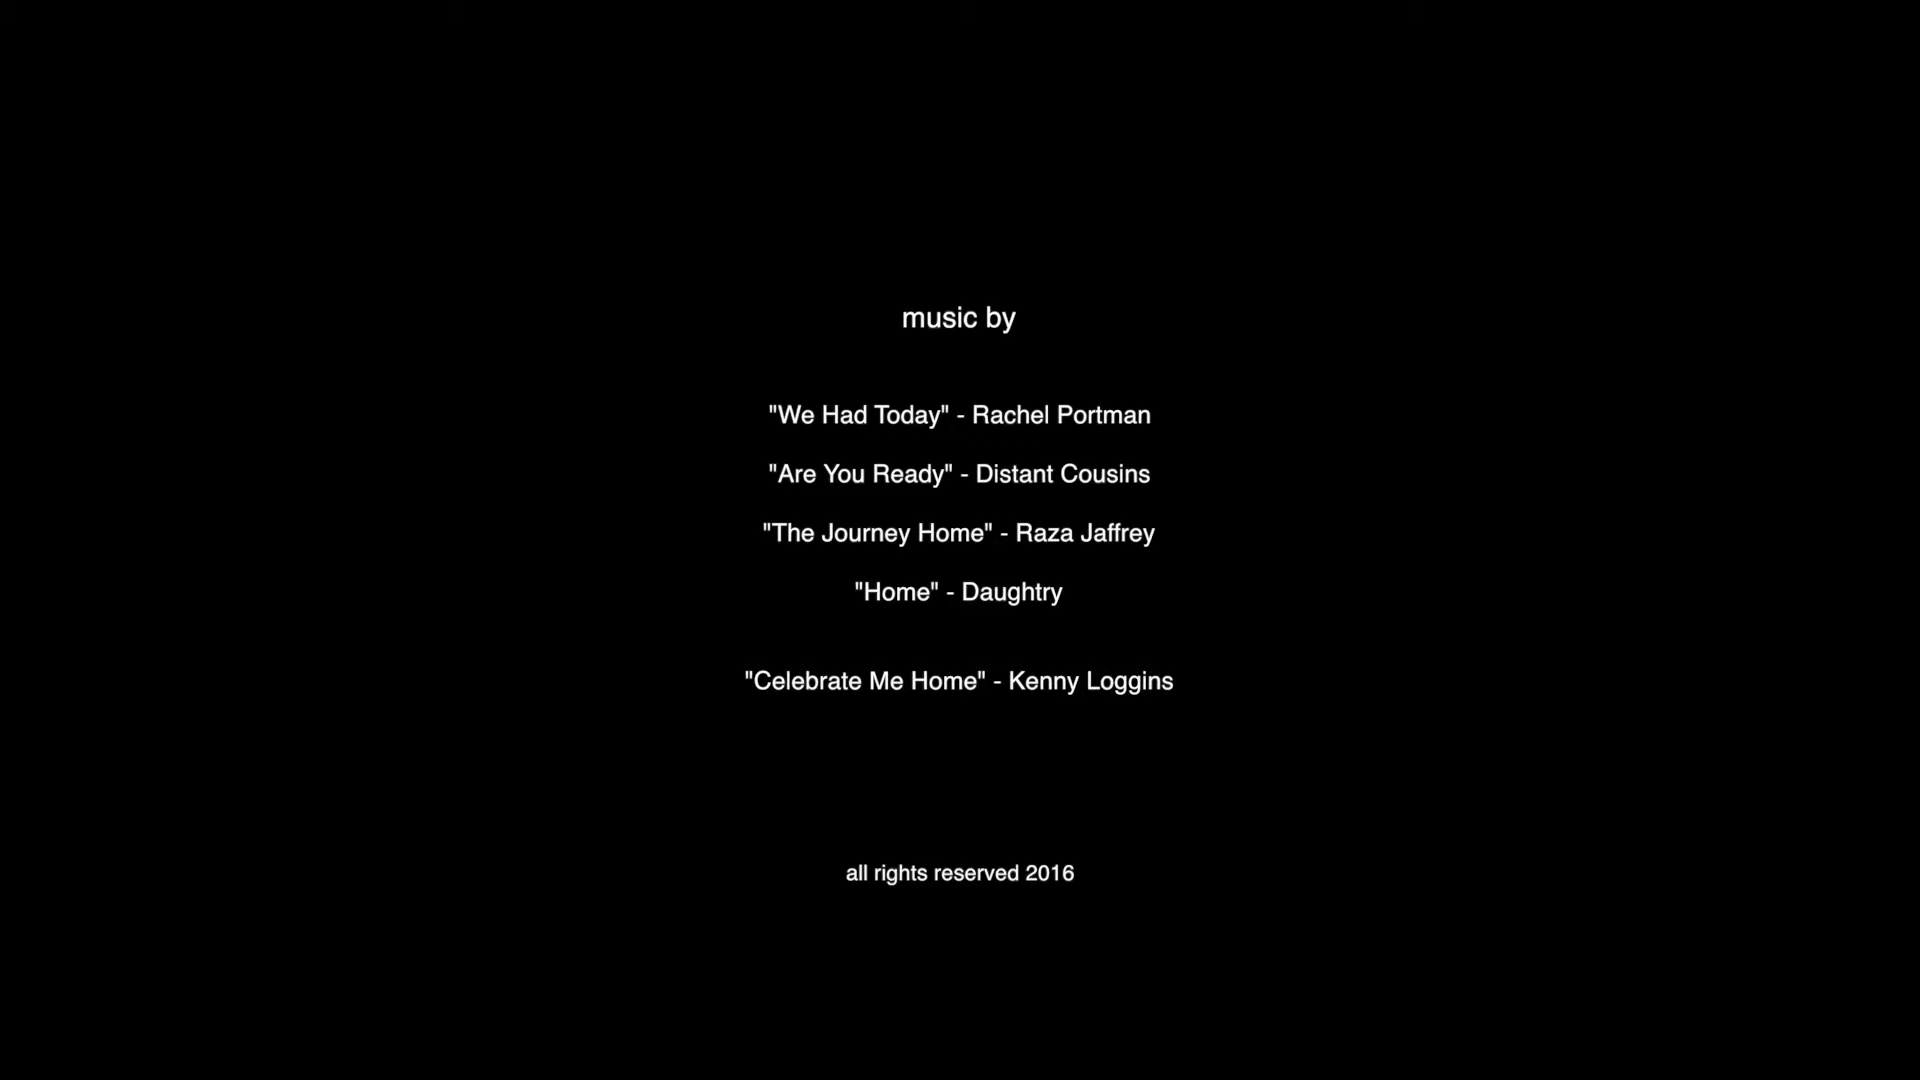 music by
"We Had Today" - Rachel Portman
"Are You Ready" - Distant Cousins
"The Journey Home" - Raza Jaffrey
"Home" - Daughtry
"Celebrate Me Home" - Kenny Loggins
all rights reserved 2016